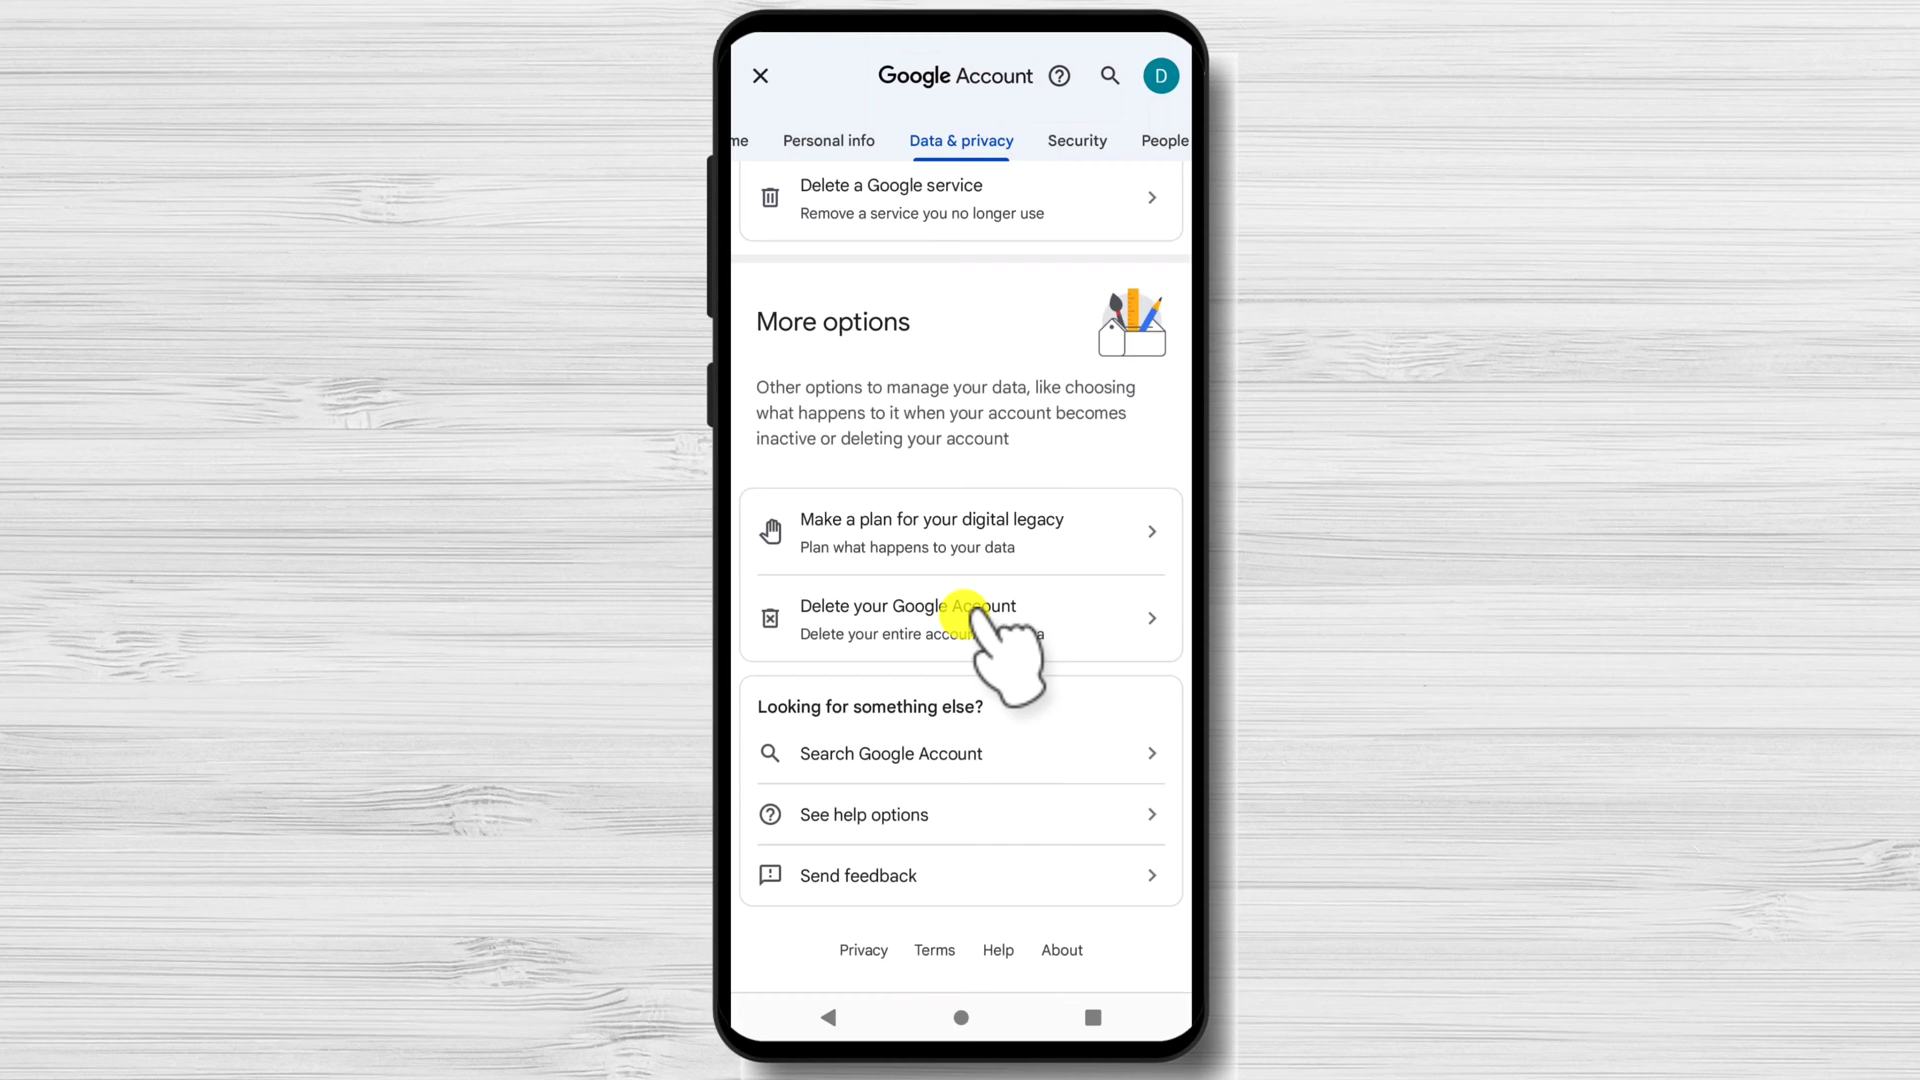 Google Account
D
me Personal info Data & privacy Security People
Delete a Google service
Remove a service you no longer use
More options
Other options to manage your data, like choosing
what happens to it when your account becomes
inactive or deleting your account
Make a plan for your digital legacy
Plan what happens to your data
Delete your Google Account
Delete your entire
Looking for something else?
Search Google Account
See help options
Send feedback
Privacy Terms Help About